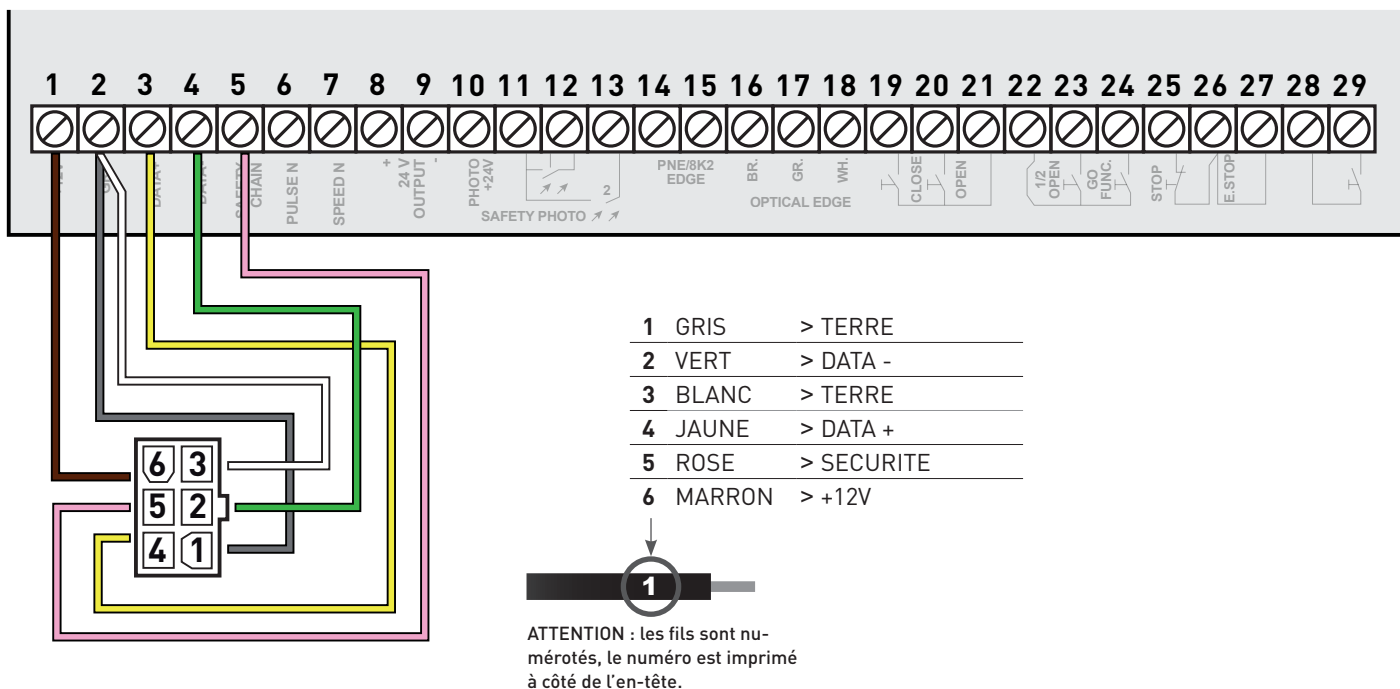 1 2 3 4 5 6 7 8 9 10 11 12 13 14 15 16 17 18 19 20 21 22 23 24 25 26 27 28 29
DATA+
SAFETY
CHAIN
PULSE N
SPEED N
+ 24 V -
OUTPUT
PHOTO
+24V
2
SAFETY PHOTO
PNE/8K2
EDGE
BR.
GR.
WH.
OPTICAL EDGE
CLOSE
OPEN
1/2
OPEN
GO
FUNC.
STOP
E.STOP
6 3
5 2
4 1
1 GRIS > TERRE
2 VERT > DATA -
3 BLANC > TERRE
4 JAUNE > DATA +
5 ROSE > SECURITE
6 MARRON > +12V
1
ATTENTION : les fils sont nu-
mérotés, le numéro est imprimé
à côté de l'en-tête.